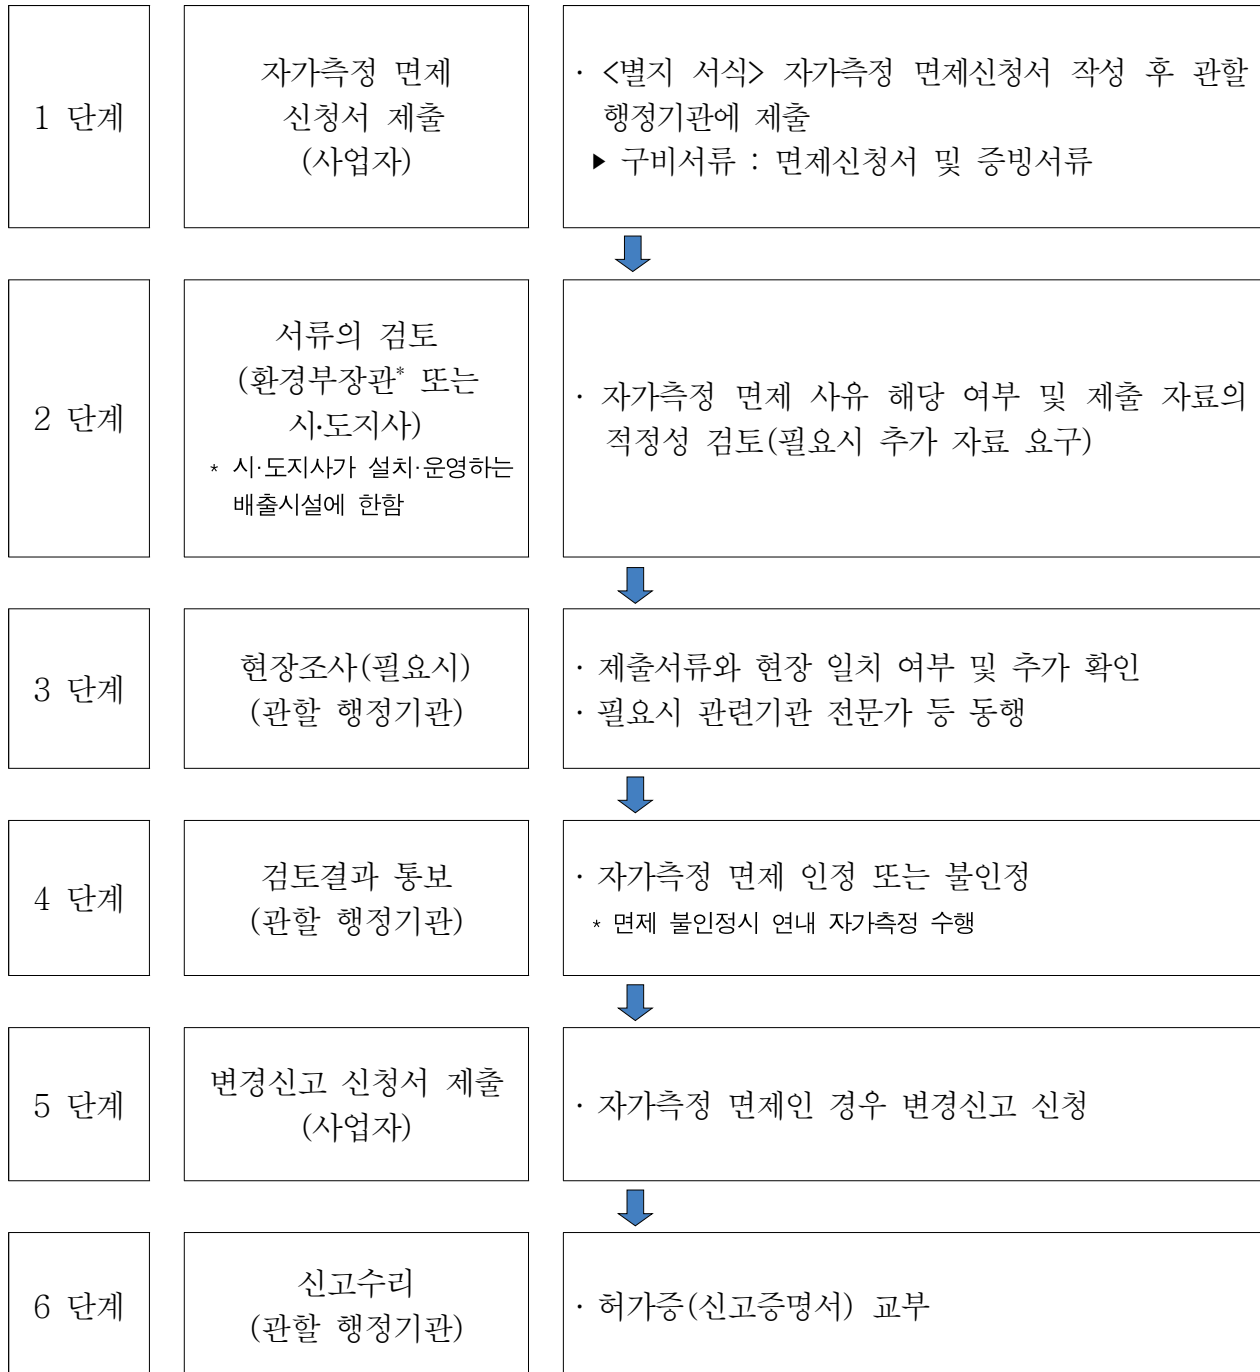 1 단계
자가측정 면제
신청서 제출
(사업자)
· <별지 서식> 자가측정 면제신청서 작성 후 관할
행정기관에 제출
▶ 구비서류 : 면제신청서 및 증빙서류
2 단계
서류의 검토
(환경부장관* 또는
시·도지사)
* 시·도지사가 설치·운영하는
배출시설에 한함
· 자가측정 면제 사유 해당 여부 및 제출 자료의
적정성 검토(필요시 추가 자료 요구)
3 단계
현장조사(필요시)
(관할 행정기관)
· 제출서류와 현장 일치 여부 및 추가 확인
· 필요시 관련기관 전문가 등 동행
4 단계
검토결과 통보
(관할 행정기관)
· 자가측정 면제 인정 또는 불인정
* 면제 불인정시 연내 자가측정 수행
5 단계
변경신고 신청서 제출
(사업자)
· 자가측정 면제인 경우 변경신고 신청
6 단계
신고수리
(관할 행정기관)
· 허가증(신고증명서) 교부